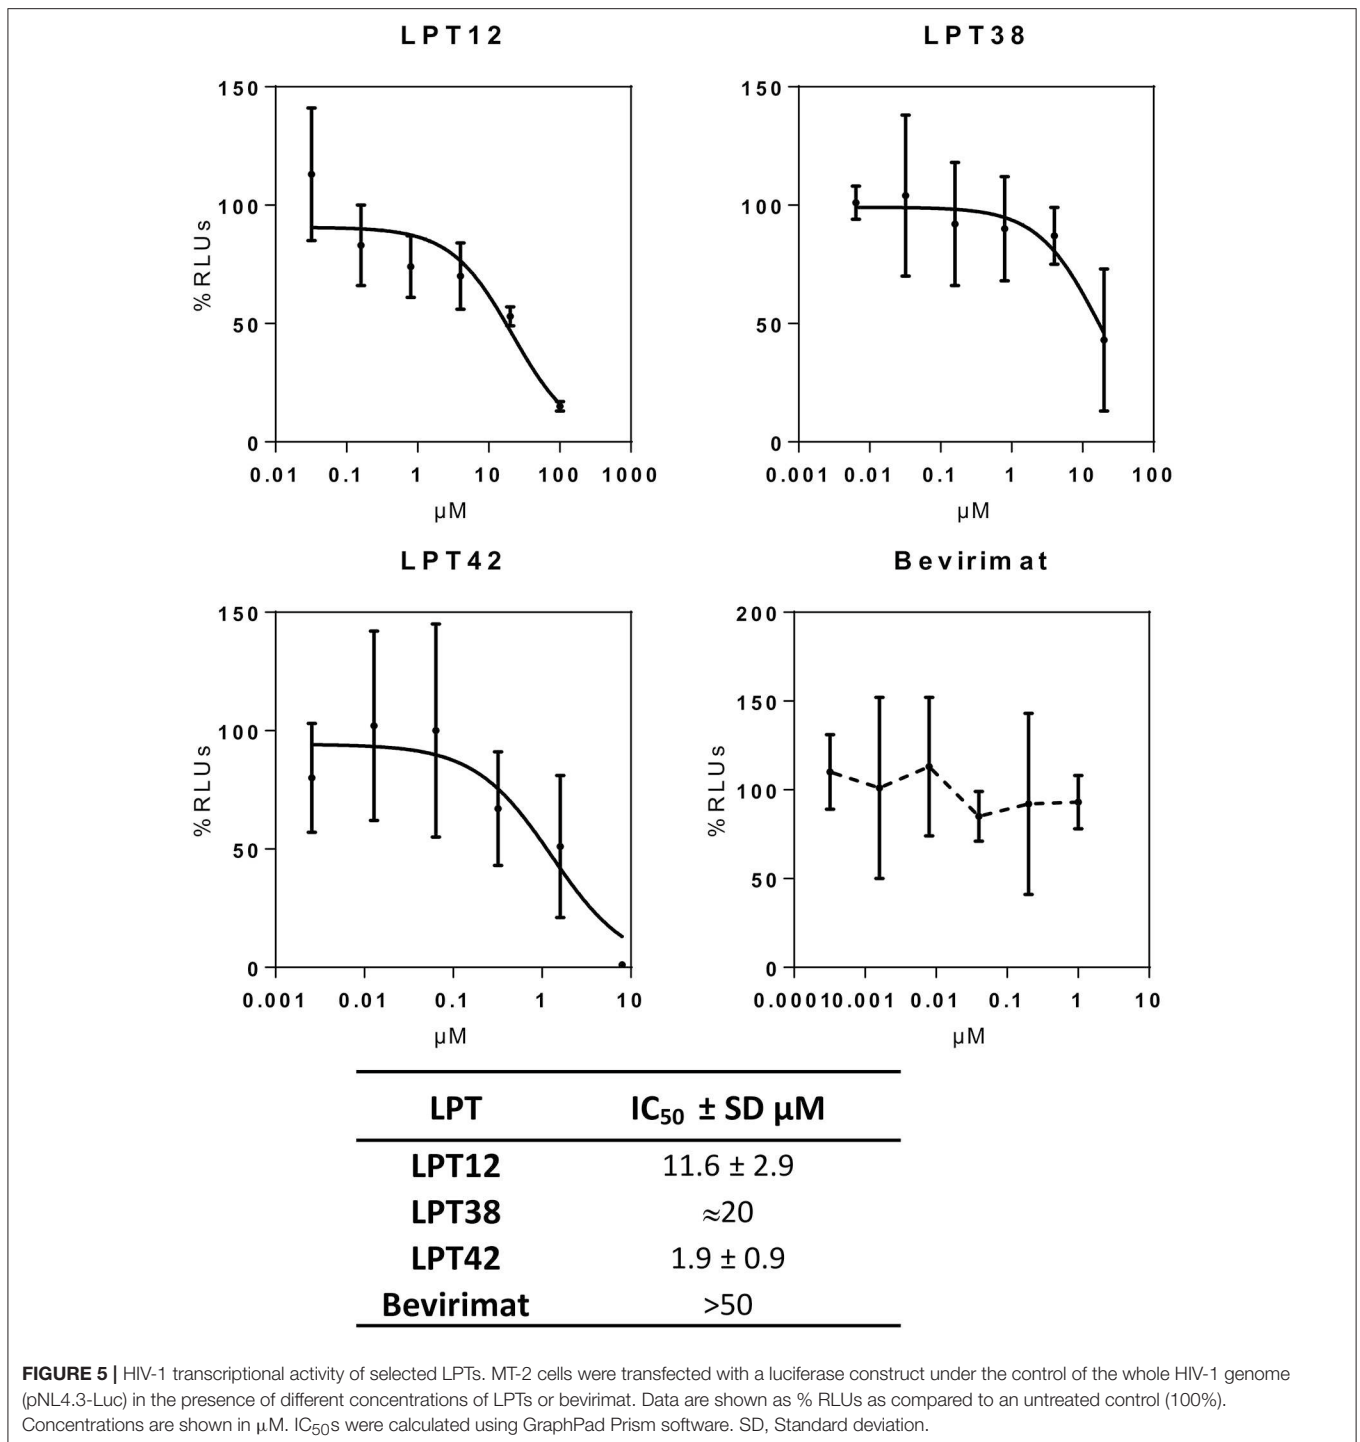 LPT12
150
100
50
0
% RLUs
0.01 0.1 1 10 100 1000
µM
LPT38
150
100
50
0
0.001 0.01 0.1 1 10 100
µM
LPT42
150
100
50
0
% RLUs
0.001 0.01 0.1 1 10
µM
Bevirimat
200
150
100
50
0
% RLUs
0.0001 0.001 0.01 0.1 1 10
µM
LPT IC50 ± SD µM
LPT12 11.6 ± 2.9
LPT38 ≈20
LPT42 1.9 ± 0.9
Bevirimat >50
FIGURE 5 | HIV-1 transcriptional activity of selected LPTs. MT-2 cells were transfected with a luciferase construct under the control of the whole HIV-1 genome
(pNL4.3-Luc) in the presence of different concentrations of LPTs or bevirimat. Data are shown as % RLUs as compared to an untreated control (100%).
Concentrations are shown in µM. IC50s were calculated using GraphPad Prism software. SD, Standard deviation.